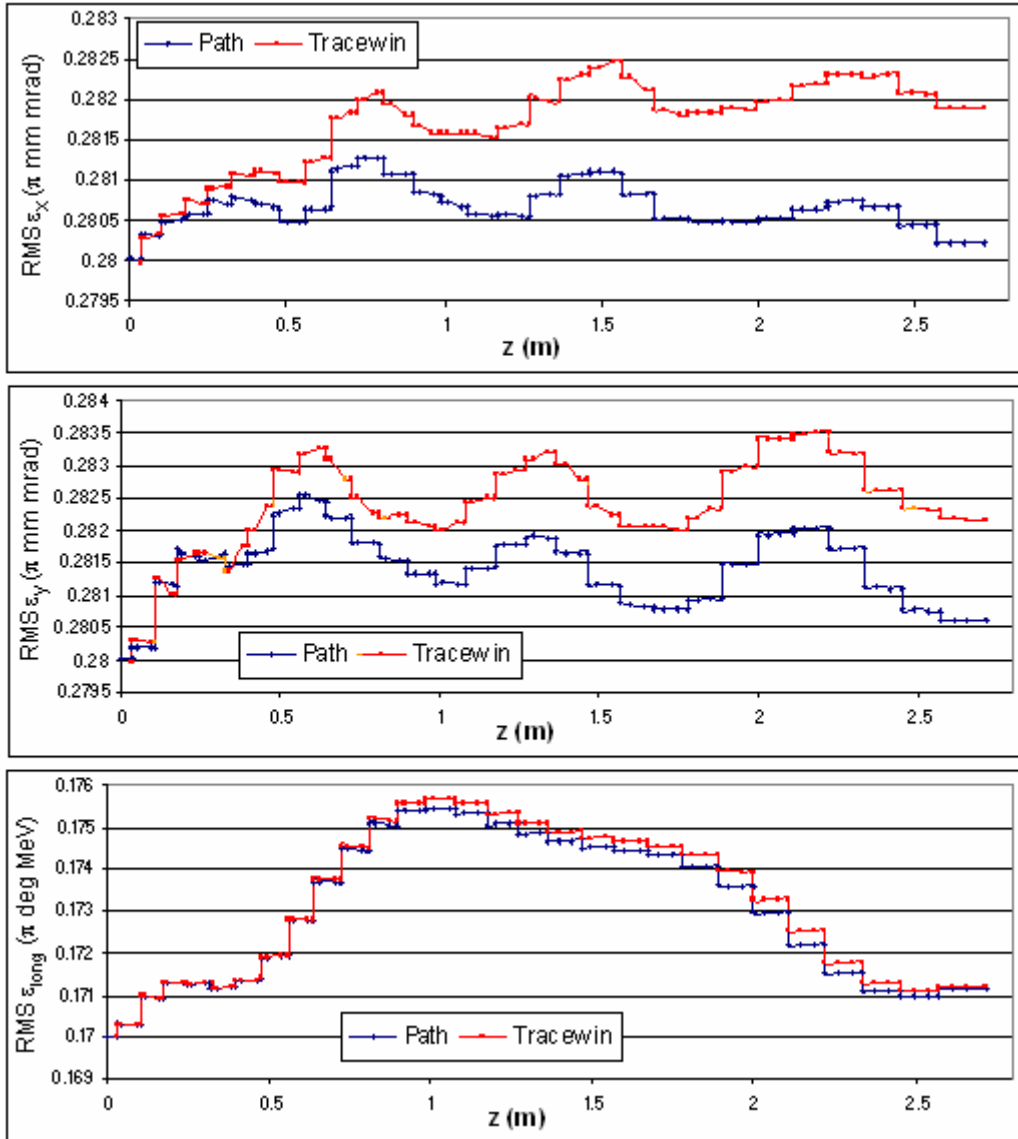 0.283
Path Tracewin
0.2825
0.282
0.2815
0.281
0.2805
0.28
0.2795
RMS εx (π mm mrad)
0 0.5 1 1.5 2 2.5
z (m)
0.284
0.2835
0.283
0.2825
0.282
0.2815
0.281
0.2805
0.28
0.2795
RMS εy (π mm mrad)
Path Tracewin
0 0.5 1 1.5 2 2.5
z (m)
0.176
0.175
0.174
0.173
0.172
0.171
0.17
0.169
RMS εlong (π deg MeV)
Path Tracewin
0 0.5 1 1.5 2 2.5
z (m)